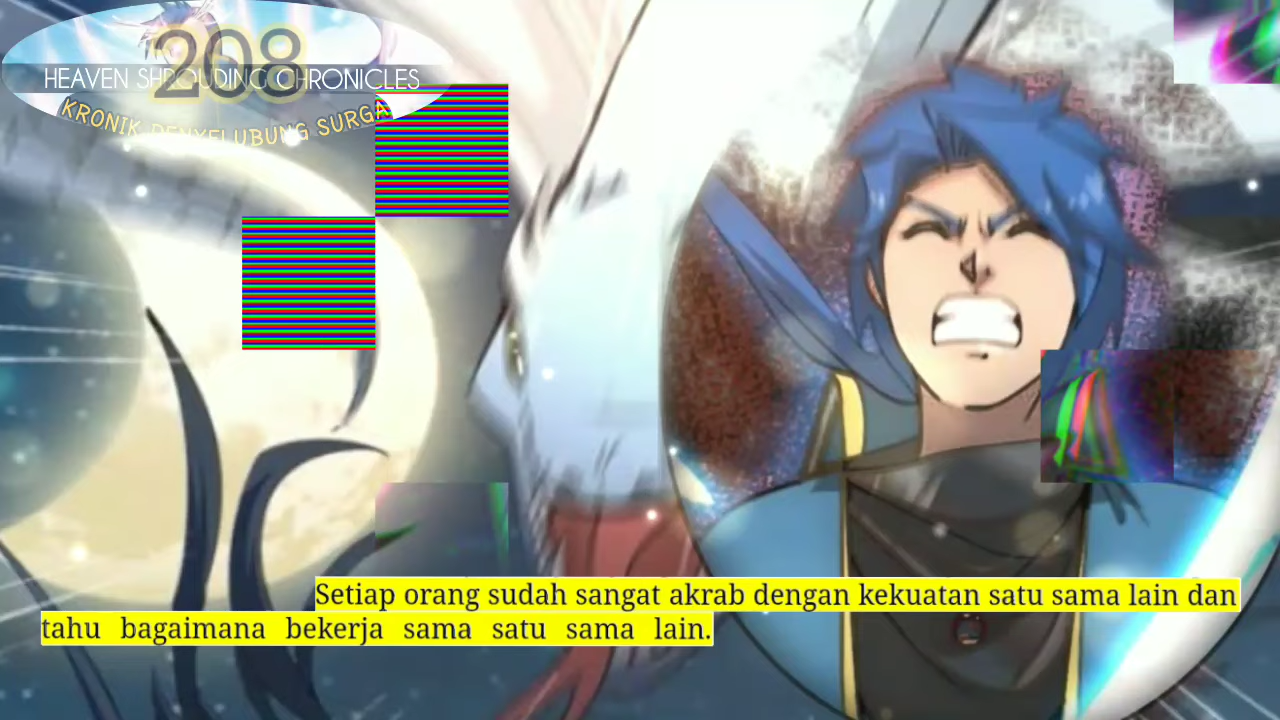 208
HEAVEN SHROUDING CHRONICLES
KRONIK PENYELUBUNG SURGA
Setiap orang sudah sangat akrab dengan kekuatan satu sama lain dan
tahu bagaimana bekerja sama satu sama lain.